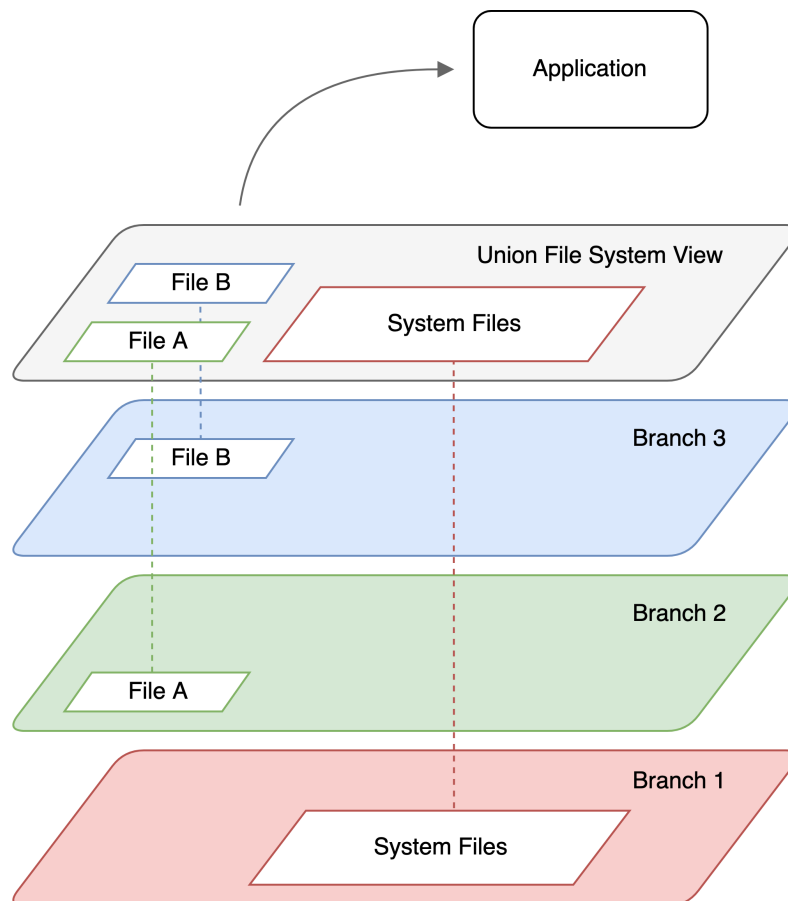 Application
Union File System View
File B
System Files
File A
Branch 3
File B
Branch 2
File A
Branch 1
System Files